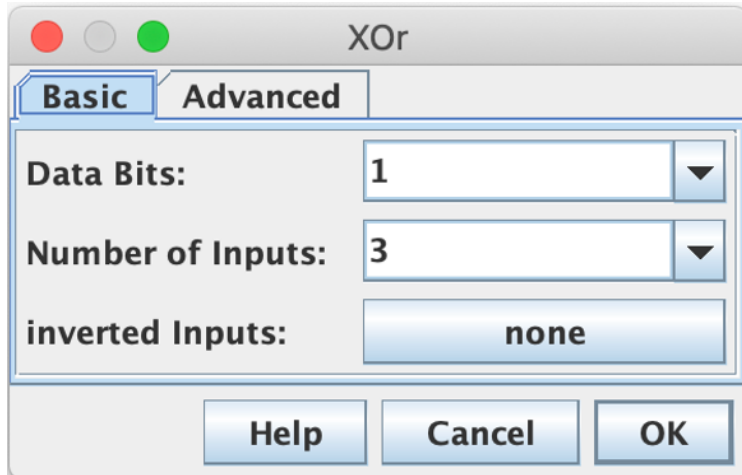 XOr
Basic Advanced
Data Bits: 1
Number of Inputs: 3
inverted Inputs: none
Help Cancel OK